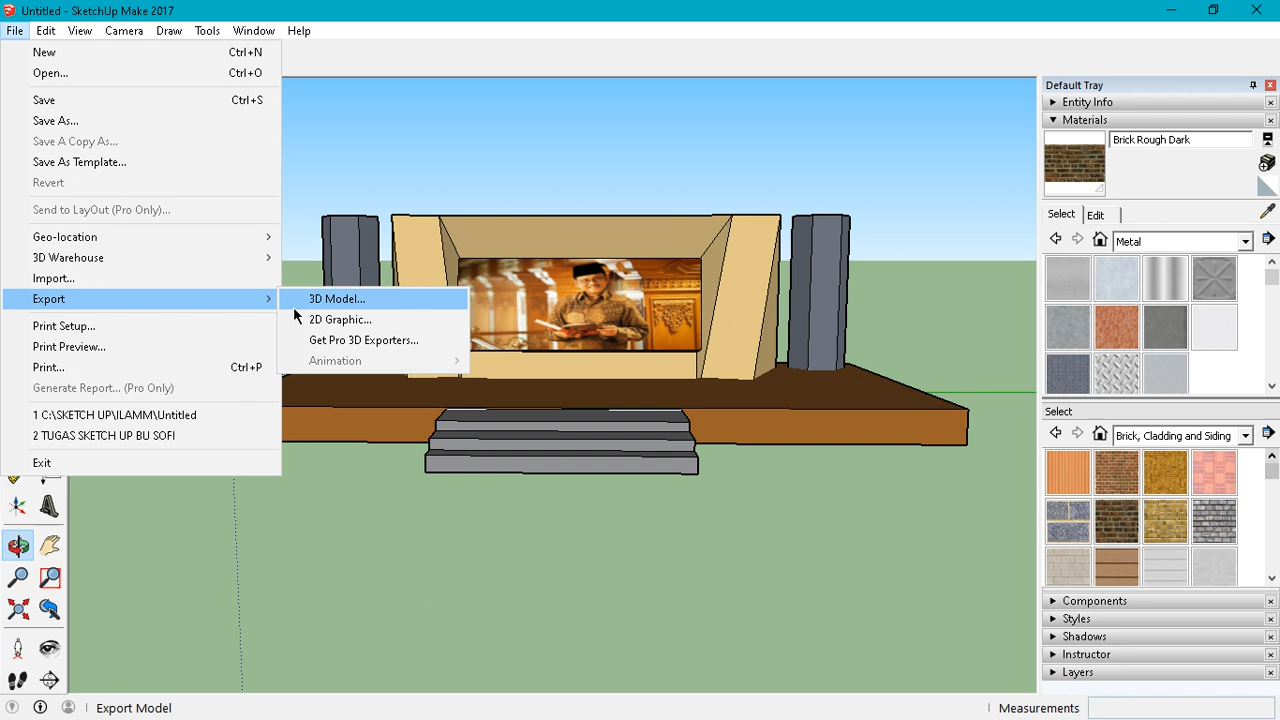 Untitled - SketchUp Make 2017
File Edit View Camera Draw Tools Window Help
New Ctrl+N
Open... Ctrl+O
Save Ctrl+S
Save As...
Save A Copy As...
Save As Template...
Revert
Send to LayOut (Pro Only)...
Geo-location
3D Warehouse
Import...
Export
Print Setup...
Print Preview...
Print... Ctrl+P
Generate Report... (Pro Only)
1 C:\SKETCH UP\ILAMM\Untitled
2 TUGAS SKETCH UP BU SOFI
Exit
3D Model...
2D Graphic...
Get Pro 3D Exporters...
Animation
Default Tray
Entity Info
Materials
Brick Rough Dark
Select Edit
Metal
Select
Brick, Cladding and Siding
Components
Styles
Shadows
Instructor
Layers
Export Model
Measurements